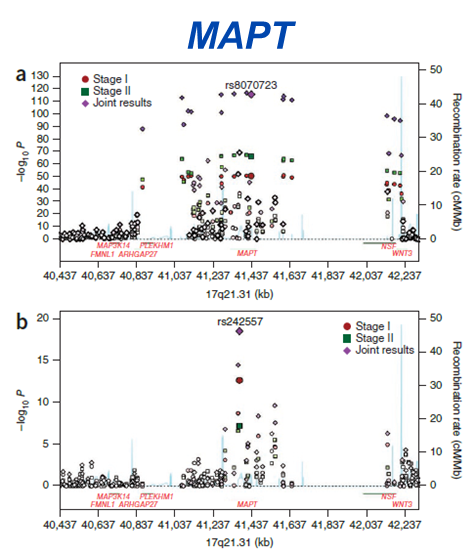 MAPT
a
Stage I
Stage II
Joint results
rs8070723
130
120
110
100
90
80
70
60
50
40
30
20
10
0
–log10 P
50
40
30
20
10
0
Recombination rate (cM/Mb)
MAP3K14 PLEKHM1 MAPT NSF
FMNL1 ARHGAP27 WNT3
40,437 40,637 40,837 41,037 41,237 41,437 41,637 41,837 42,037 42,237
17q21.31 (kb)
b
rs242557
Stage I
Stage II
Joint results
20
15
10
5
0
–log10 P
50
40
30
20
10
0
Recombination rate (cM/Mb)
MAP3K14 PLEKHM1 NSF
FMNL1 ARHGAP27 MAPT WNT3
40,437 40,637 40,837 41,037 41,237 41,437 41,637 41,837 42,037 42,237
17q21.31 (kb)